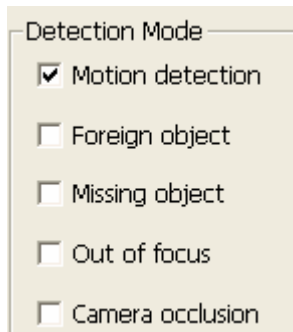 Detection Mode
Motion detection
Foreign object
Missing object
Out of focus
Camera occlusion